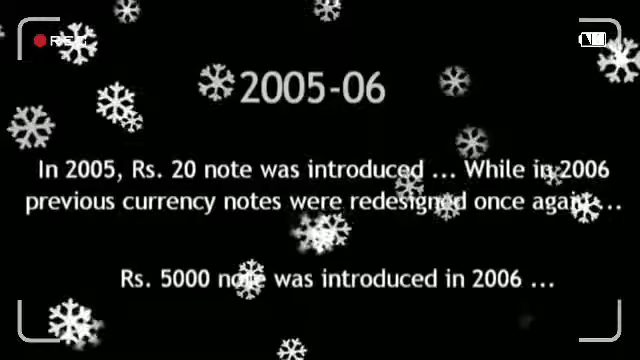 REC
2005-06
In 2005, Rs. 20 note was introduced ... While in 2006
previous currency notes were redesigned once again ...
Rs. 5000 note was introduced in 2006 ...